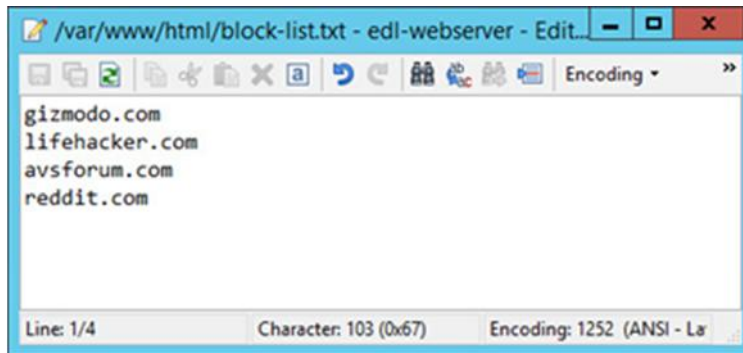 /var/www/html/block-list.txt - edl-webserver - Edit...
Encoding
gizmodo.com
lifehacker.com
avsforum.com
reddit.com
Line: 1/4
Character: 103 (0x67)
Encoding: 1252 (ANSI - La